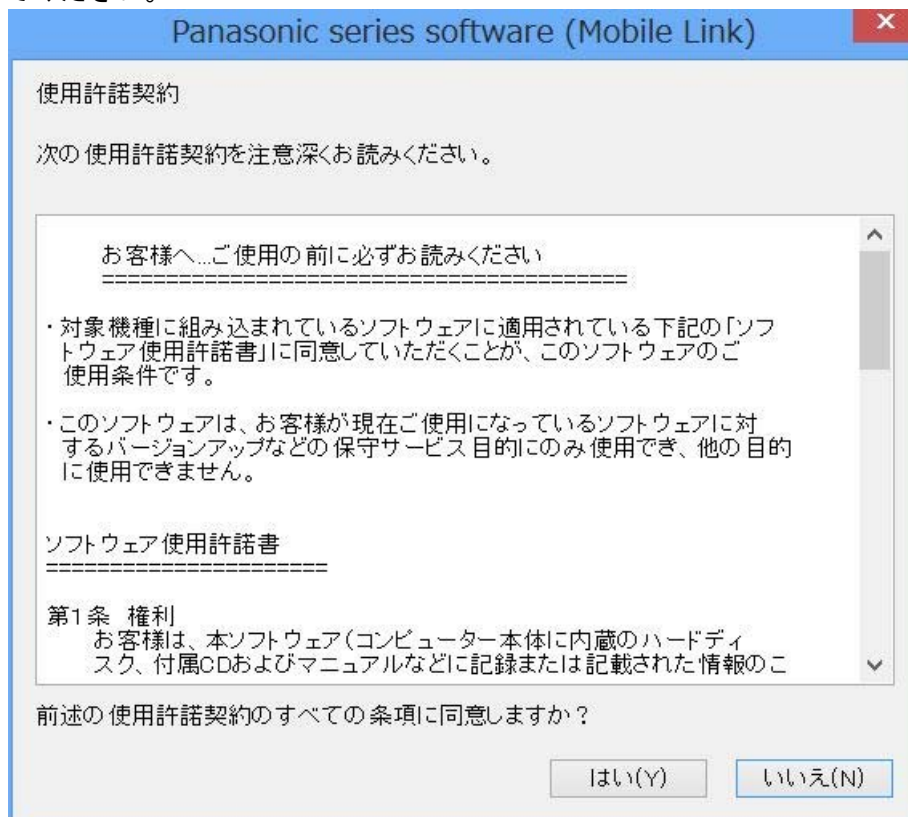 てください。
Panasonic series software (Mobile Link)
使用許諾契約
次の使用許諾契約を注意深くお読みください。
お客様へ...ご使用の前に必ずお読みください
=========================================
・対象機種に組み込まれているソフトウェアに適用されている下記の「ソフ
トウェア使用許諾書」に同意していただくことが、このソフトウェアのご
使用条件です。
・このソフトウェアは、お客様が現在ご使用になっているソフトウェアに対
するバージョンアップなどの保守サービス目的にのみ使用でき、他の目的
に使用できません。
ソフトウェア使用許諾書
======================
第1条 権利
お客様は、本ソフトウェア(コンピューター本体に内蔵のハードディ
スク、付属CDおよびマニュアルなどに記録または記載された情報のこ
前述の使用許諾契約のすべての条項に同意しますか？
はい(Y) いいえ(N)